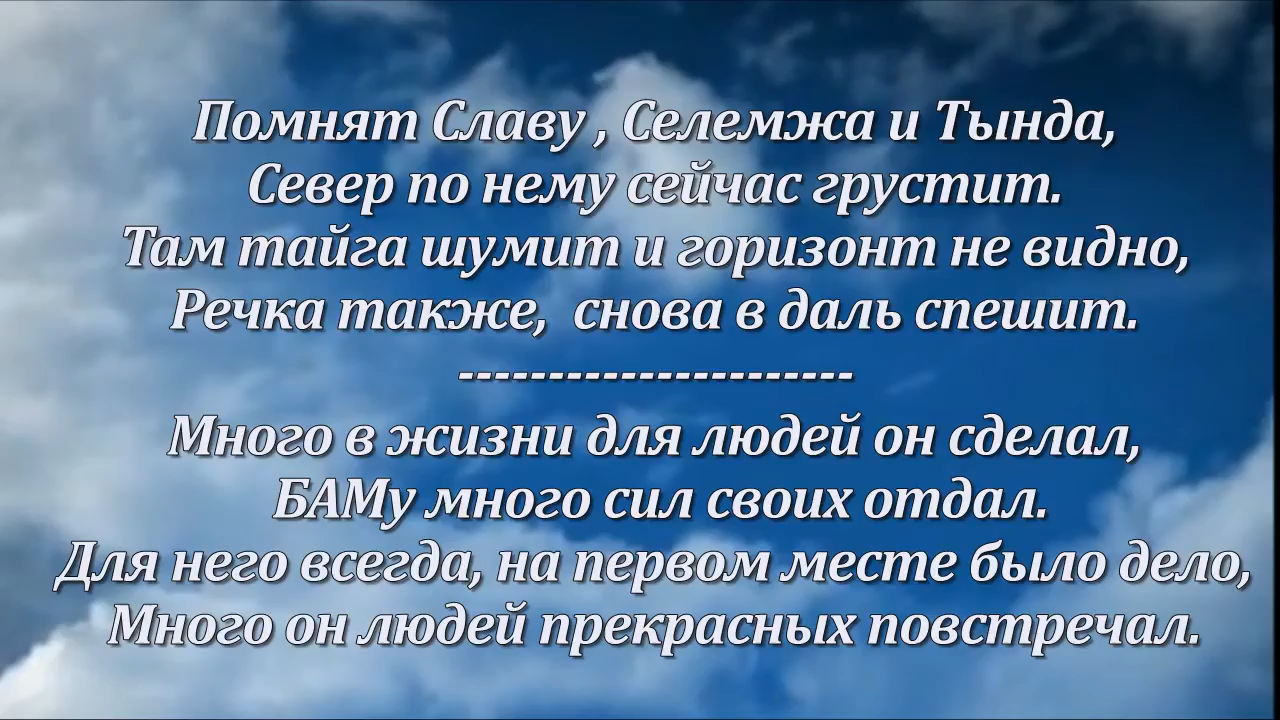 Помнят Славу , Селемжа и Тында,
Север по нему сейчас грустит.
Там тайга шумит и горизонт не видно,
Речка также, снова в даль спешит.
----------------------
Много в жизни для людей он сделал,
БАМу много сил своих отдал.
Для него всегда, на первом месте было дело,
Много он людей прекрасных повстречал.